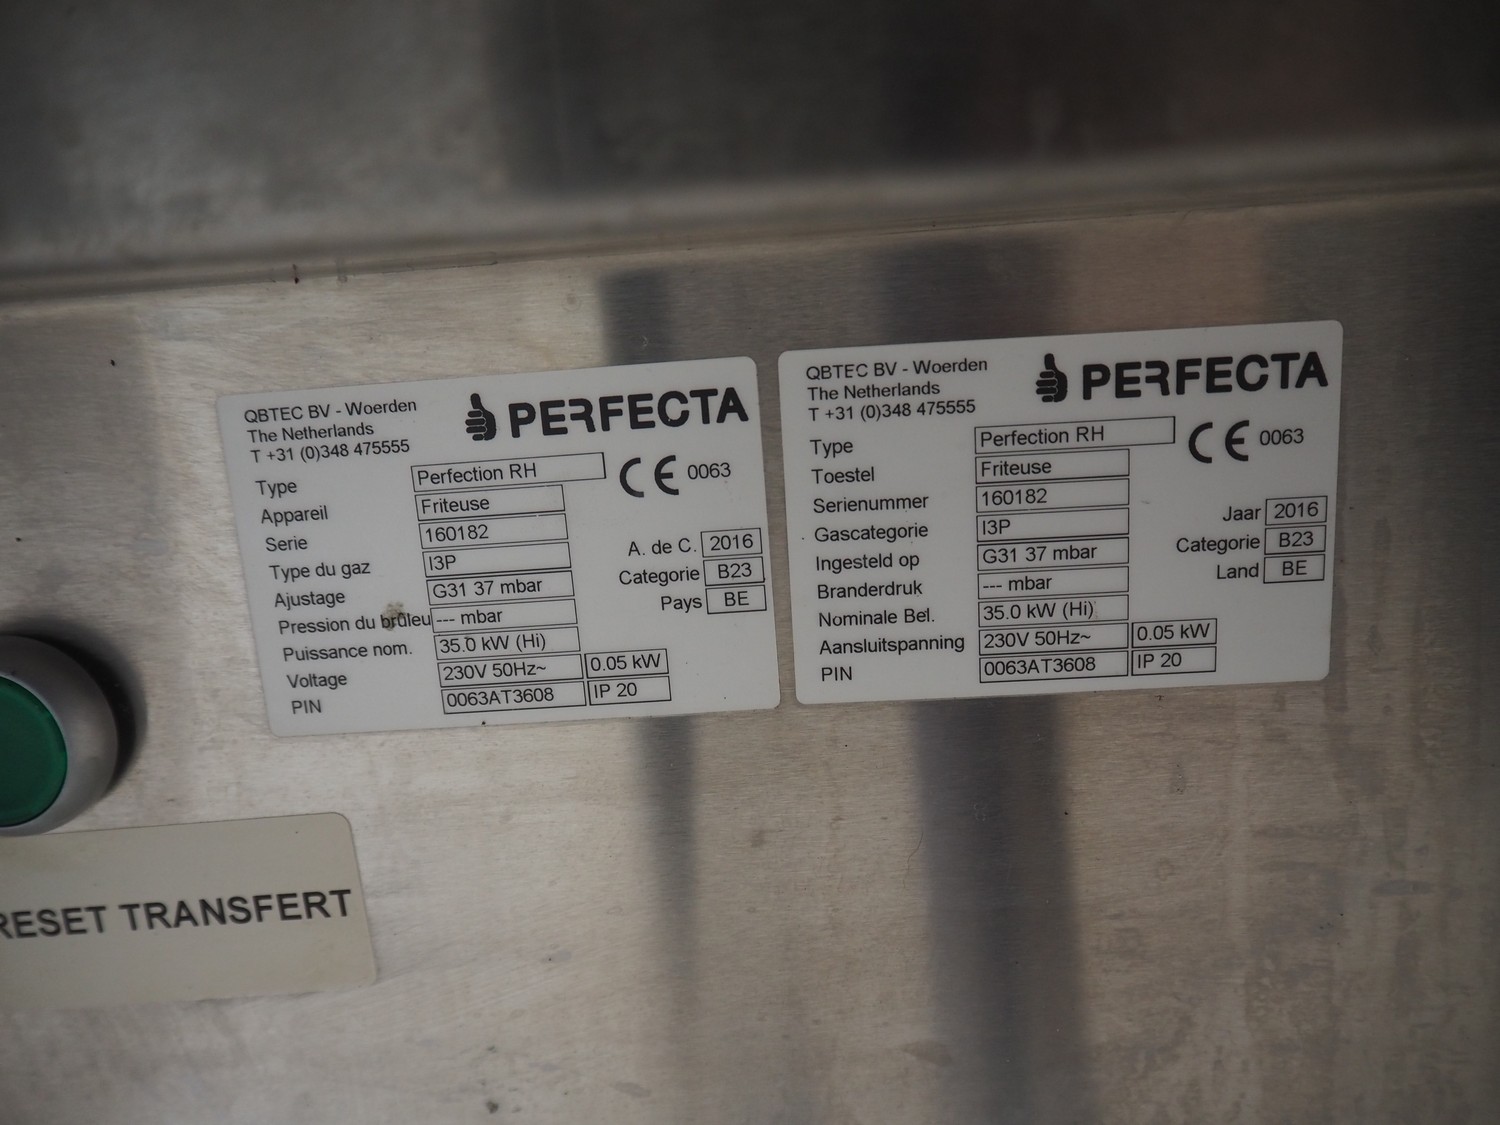 QBTEC BV - Woerden
The Netherlands
T +31 (0)348 475555
PERFECTA
CE 0063
Type Perfection RH
Appareil Friteuse
Serie 160182
Type du gaz I3P
Ajustage G31 37 mbar
Pression du brûleu --- mbar
Puissance nom. 35.0 kW (Hi)
Voltage 230V 50Hz~ 0.05 kW
PIN 0063AT3608 IP 20
A. de C. 2016
Categorie B23
Pays BE
QBTEC BV - Woerden
The Netherlands
T +31 (0)348 475555
PERFECTA
CE 0063
Type Perfection RH
Toestel Friteuse
Serienummer 160182
Gascategorie I3P
Ingesteld op G31 37 mbar
Branderdruk --- mbar
Nominale Bel. 35.0 kW (Hi)
Aansluitspanning 230V 50Hz~ 0.05 kW
PIN 0063AT3608 IP 20
Jaar 2016
Categorie B23
Land BE
RESET TRANSFERT